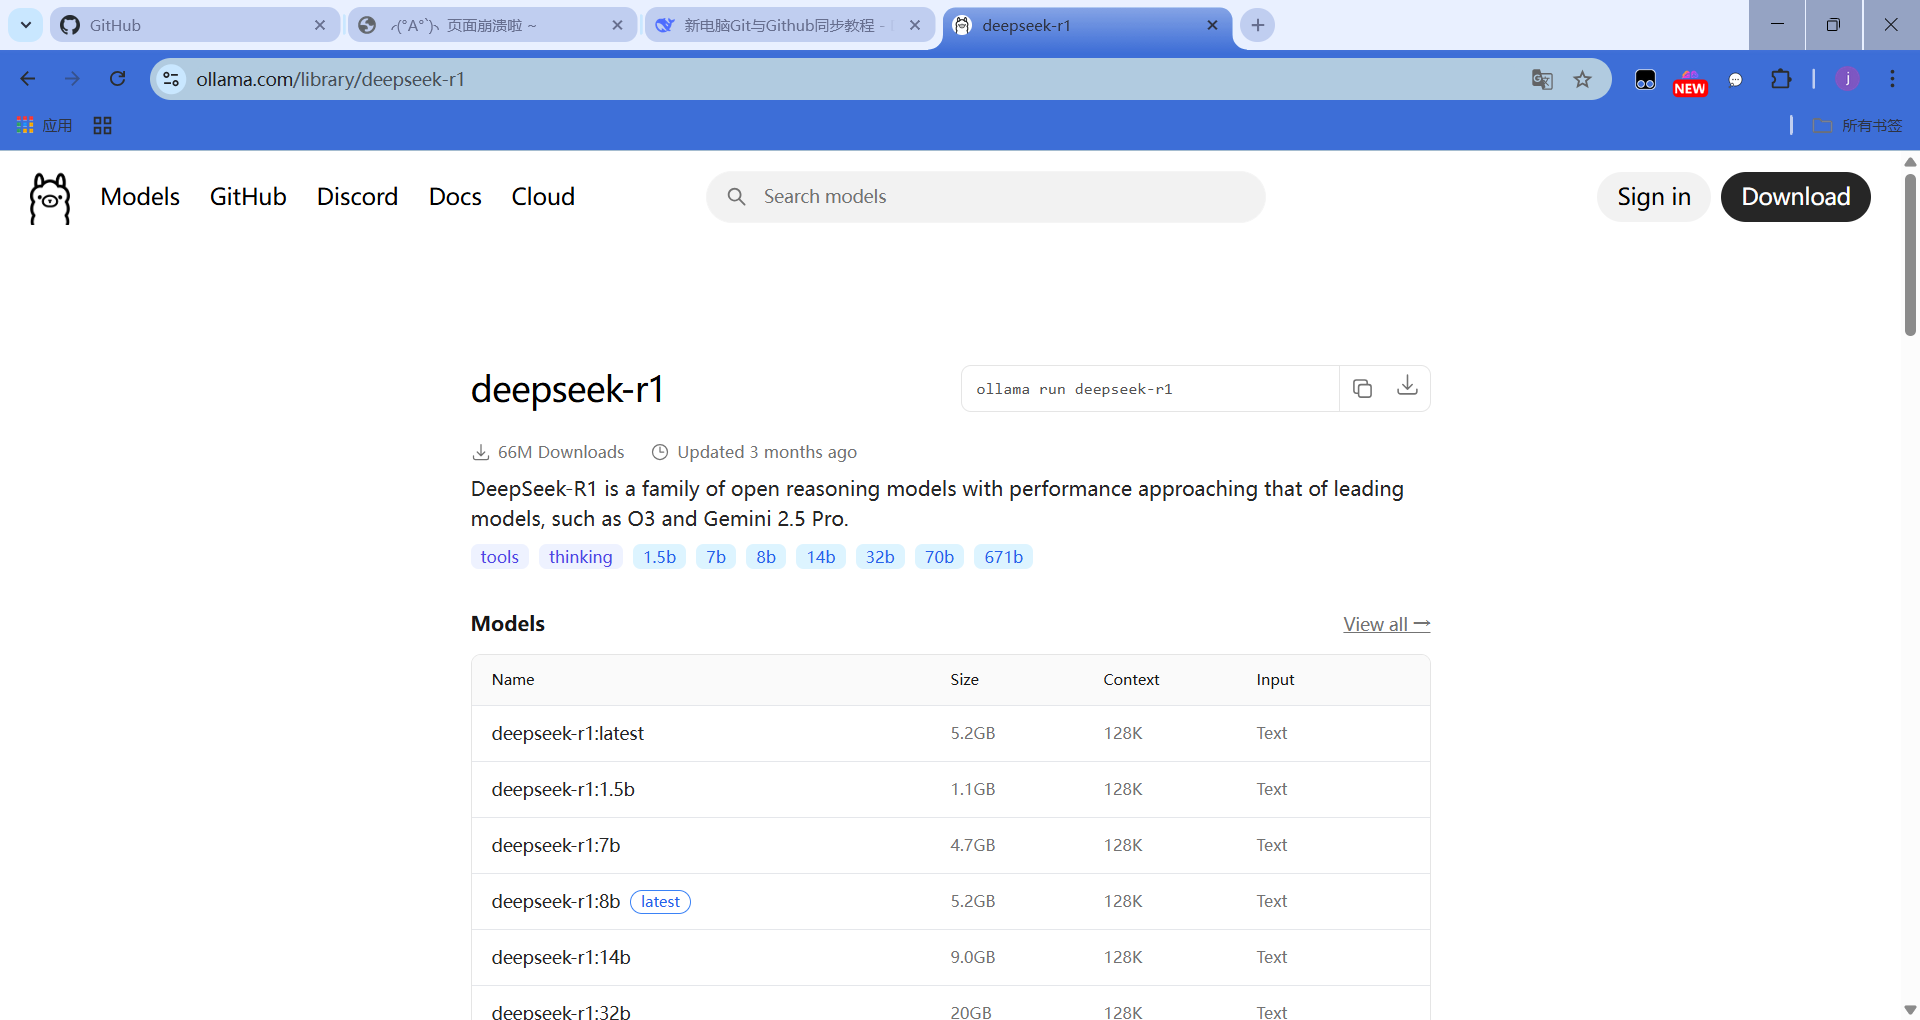 GitHub
╭(°A°`)╮ 页面崩溃啦 ~
新电脑Git与Github同步教程 -
deepseek-r1
ollama.com/library/deepseek-r1
NEW
j
应用
所有书签
Models GitHub Discord Docs Cloud
Search models
Sign in
Download
deepseek-r1
ollama run deepseek-r1
66M Downloads Updated 3 months ago
DeepSeek-R1 is a family of open reasoning models with performance approaching that of leading
models, such as O3 and Gemini 2.5 Pro.
tools thinking 1.5b 7b 8b 14b 32b 70b 671b
Models
View all →
Name Size Context Input
deepseek-r1:latest 5.2GB 128K Text
deepseek-r1:1.5b 1.1GB 128K Text
deepseek-r1:7b 4.7GB 128K Text
deepseek-r1:8b latest 5.2GB 128K Text
deepseek-r1:14b 9.0GB 128K Text
deepseek-r1:32b 20GB 128K Text